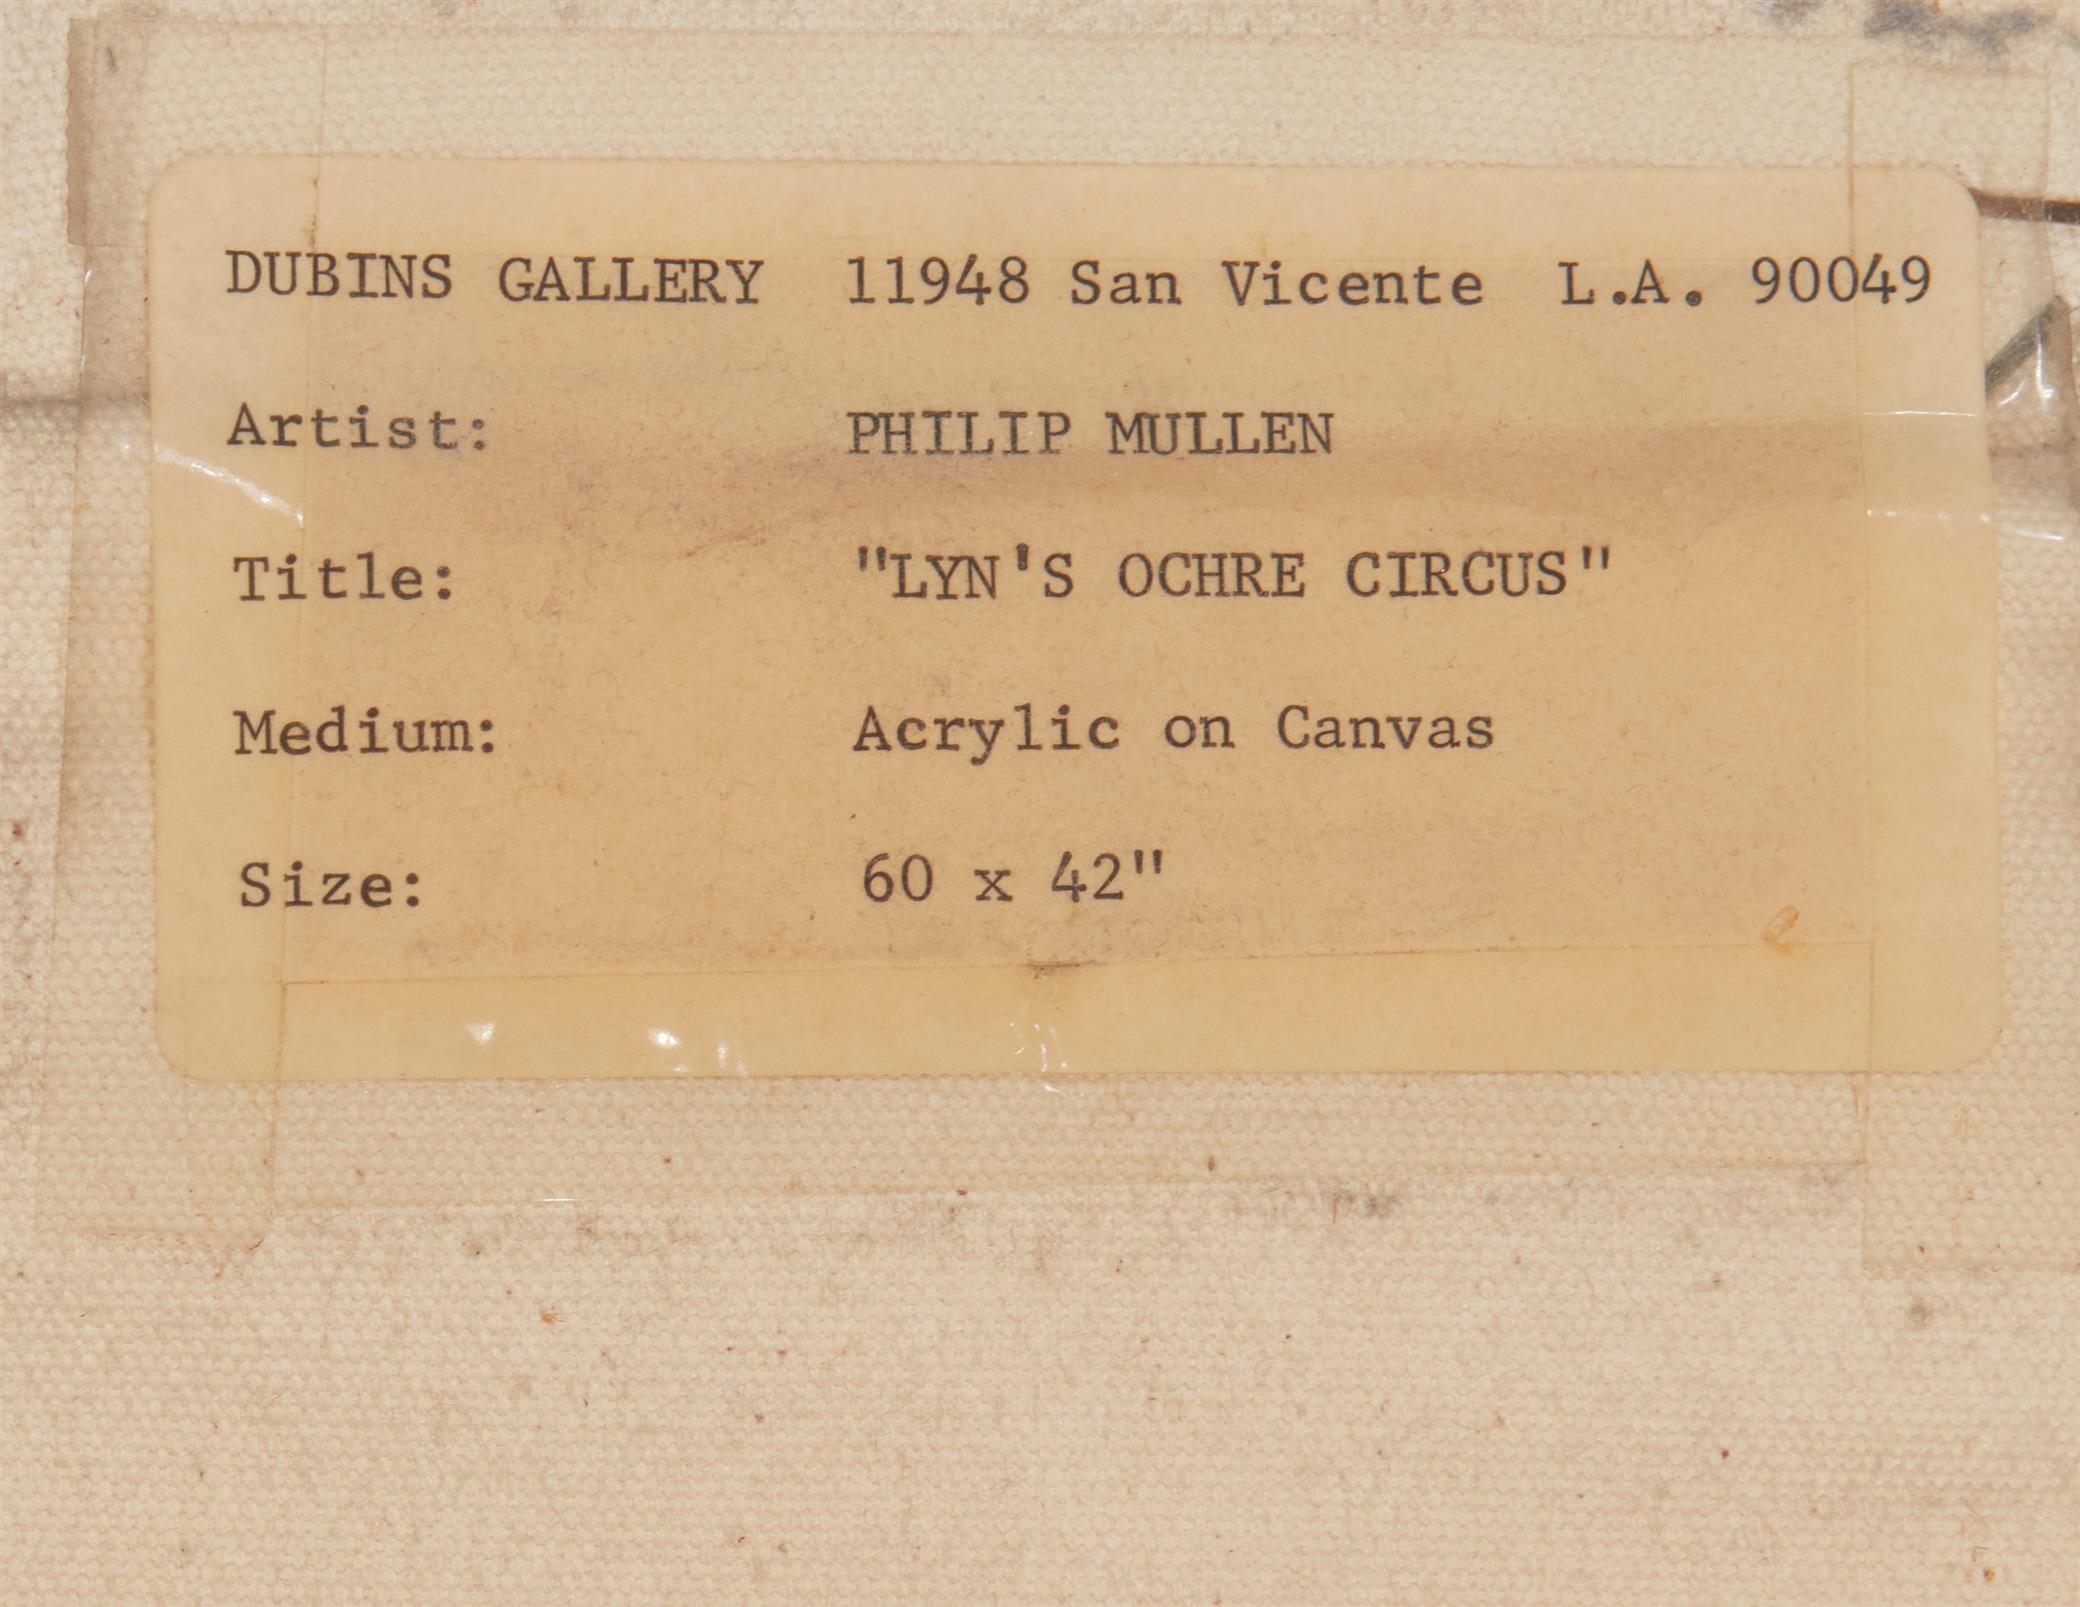 DUBINS GALLERY 11948 San Vicente L.A. 90049
Artist: PHILIP MULLEN
Title: "LYN'S OCHRE CIRCUS"
Medium: Acrylic on Canvas
Size: 60 x 42"